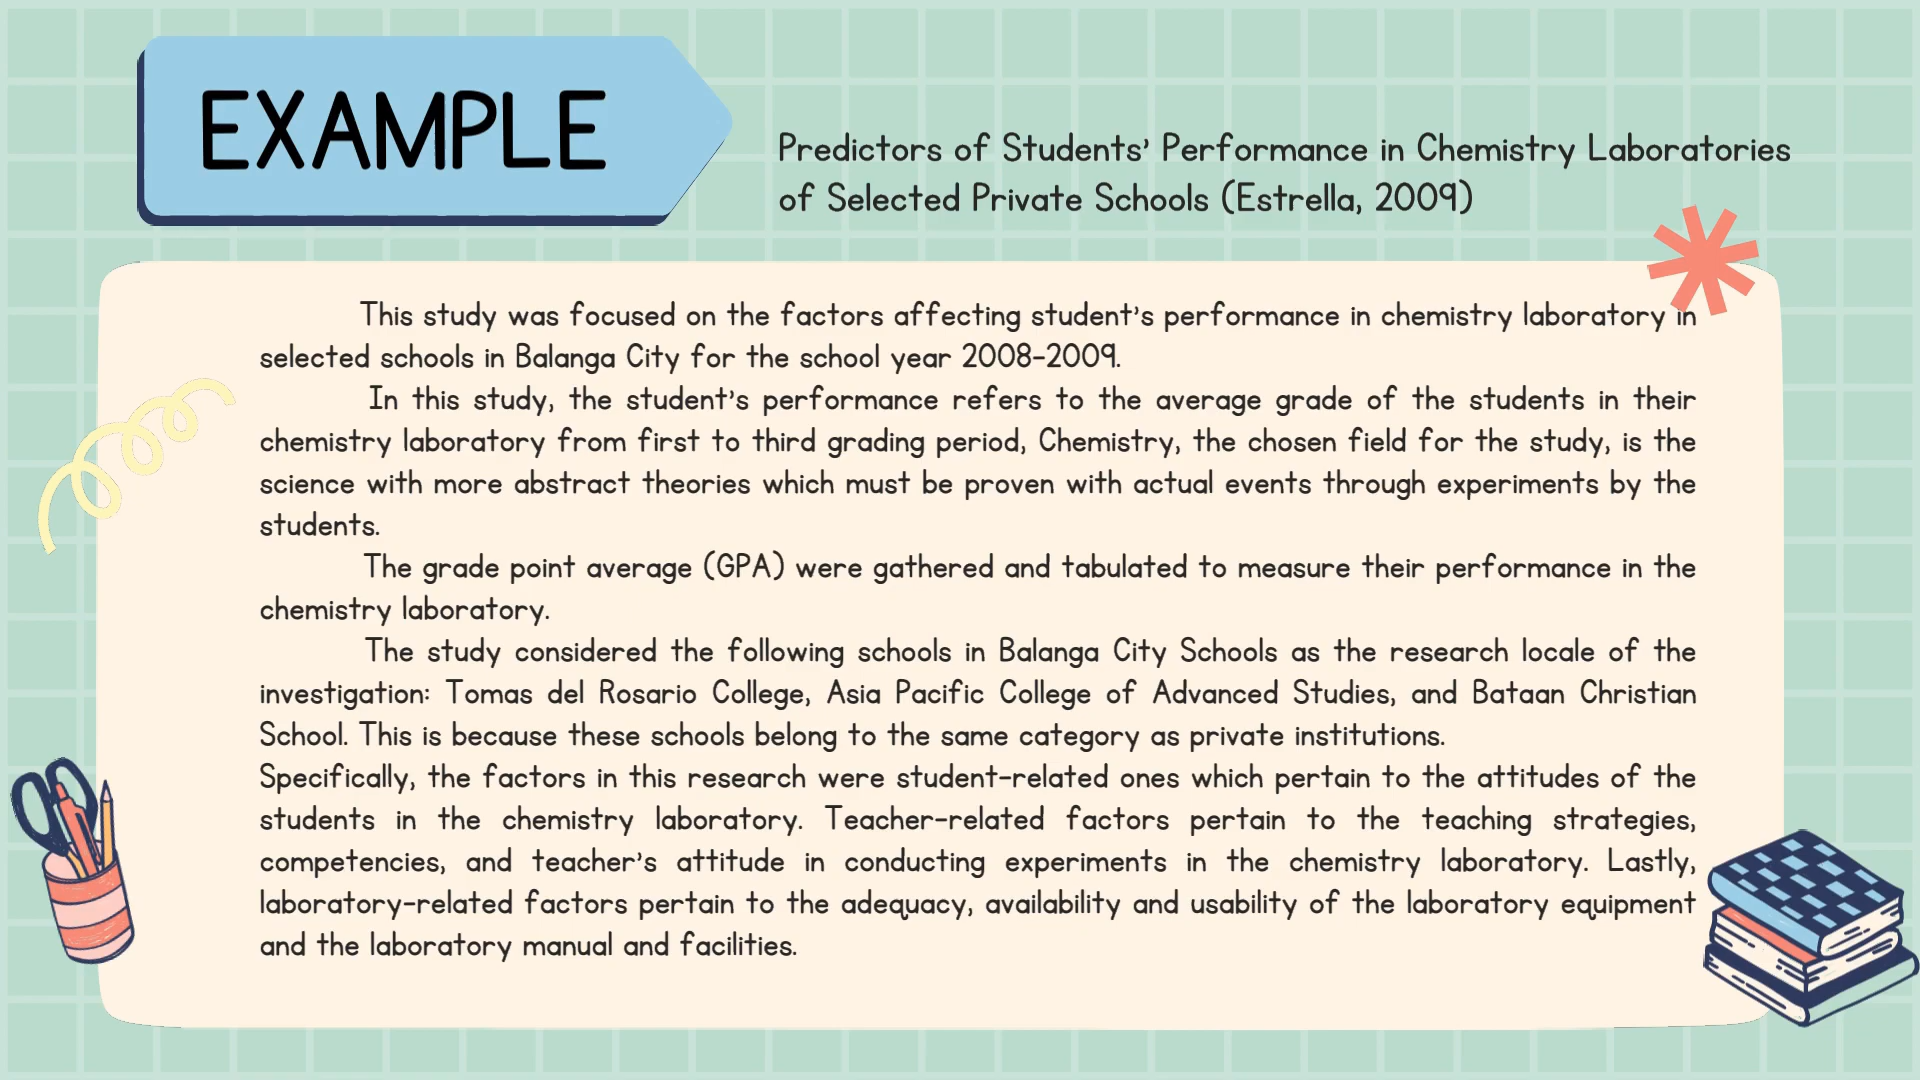 EXAMPLE
Predictors of Students' Performance in Chemistry Laboratories
of Selected Private Schools (Estrella, 2009)
This study was focused on the factors affecting student's performance in chemistry laboratory in
selected schools in Balanga City for the school year 2008-2009.
In this study, the student's performance refers to the average grade of the students in their
chemistry laboratory from first to third grading period, Chemistry, the chosen field for the study, is the
science with more abstract theories which must be proven with actual events through experiments by the
students.
The grade point average (GPA) were gathered and tabulated to measure their performance in the
chemistry laboratory.
The study considered the following schools in Balanga City Schools as the research locale of the
investigation: Tomas del Rosario College, Asia Pacific College of Advanced Studies, and Bataan Christian
School. This is because these schools belong to the same category as private institutions.
Specifically, the factors in this research were student-related ones which pertain to the attitudes of the
students in the chemistry laboratory. Teacher-related factors pertain to the teaching strategies,
competencies, and teacher's attitude in conducting experiments in the chemistry laboratory. Lastly,
laboratory-related factors pertain to the adequacy, availability and usability of the laboratory equipment
and the laboratory manual and facilities.